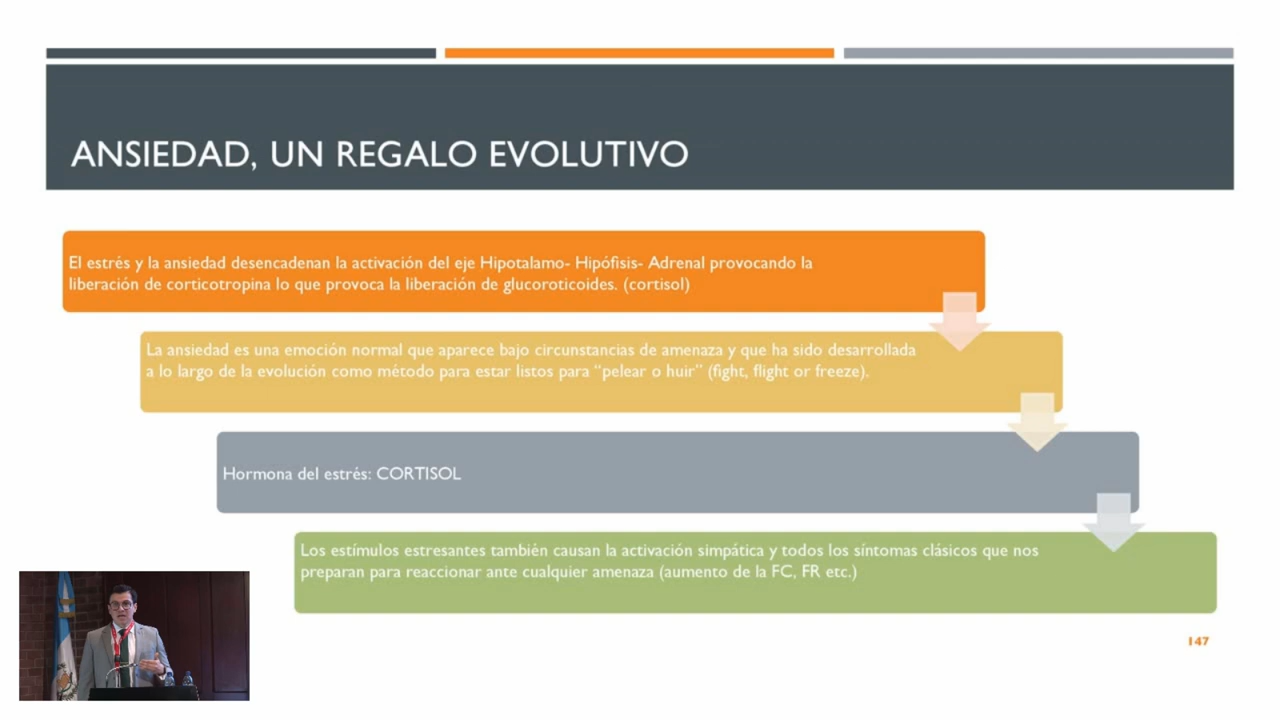 ANSIEDAD, UN REGALO EVOLUTIVO
El estrés y la ansiedad desencadenan la activación del eje Hipotalamo- Hipófisis- Adrenal provocando la
liberación de corticotropina lo que provoca la liberación de glucoroticoides. (cortisol)
La ansiedad es una emoción normal que aparece bajo circunstancias de amenaza y que ha sido desarrollada
a lo largo de la evolución como método para estar listos para “pelear o huir” (fight, flight or freeze).
Hormona del estrés: CORTISOL
Los estímulos estresantes también causan la activación simpática y todos los síntomas clásicos que nos
preparan para reaccionar ante cualquier amenaza (aumento de la FC, FR etc.)
147